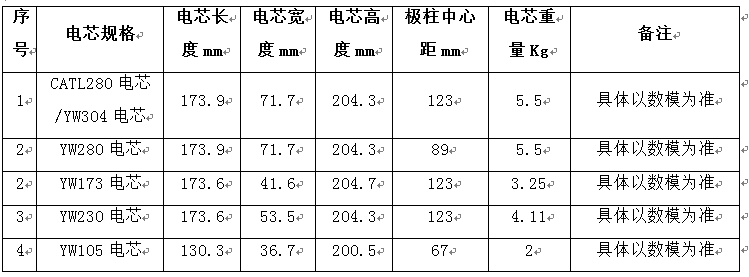 序号 电芯规格 电芯长度 mm 电芯宽度 mm 电芯高度 mm 极柱中心距 mm 电芯重量 Kg 备注
1 CATL280 电芯/YW304 电芯 173.9 71.7 204.3 123 5.5 具体以数模为准
2 YW280 电芯 173.9 71.7 204.3 89 5.5 具体以数模为准
2 YW173 电芯 173.6 41.6 204.7 123 3.25 具体以数模为准
3 YW230 电芯 173.6 53.5 204.3 123 4.11 具体以数模为准
4 YW105 电芯 130.3 36.7 200.5 67 2 具体以数模为准